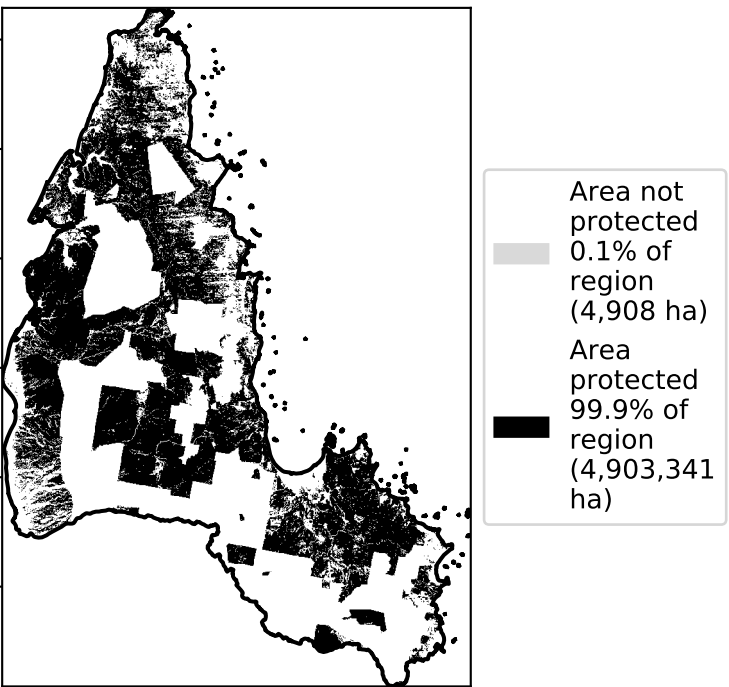 Area not
protected
0.1% of
region
(4,908 ha)
Area
protected
99.9% of
region
(4,903,341
ha)